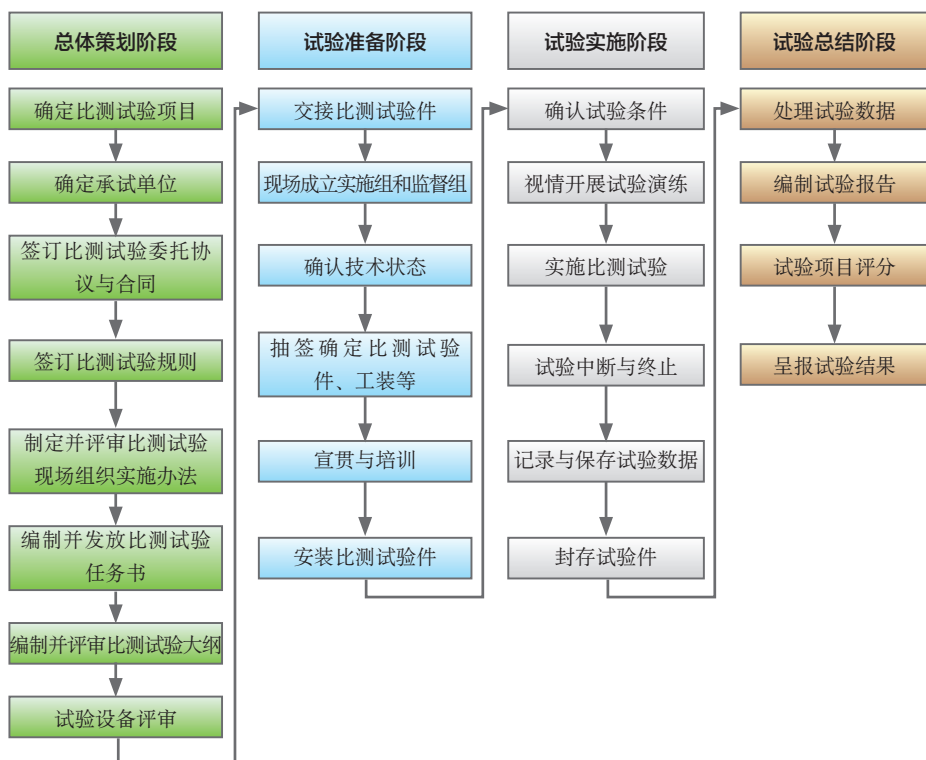 总体策划阶段
确定比测试验项目
确定承试单位
签订比测试验委托协
议与合同
签订比测试验规则
制定并评审比测试验
现场组织实施办法
编制并发放比测试验
任务书
编制并评审比测试验大纲
试验设备评审
试验准备阶段
交接比测试验件
现场成立实施组和监督组
确认技术状态
抽签确定比测试验
件、工装等
宣贯与培训
安装比测试验件
试验实施阶段
确认试验条件
视情开展试验演练
实施比测试验
试验中断与终止
记录与保存试验数据
封存试验件
试验总结阶段
处理试验数据
编制试验报告
试验项目评分
呈报试验结果